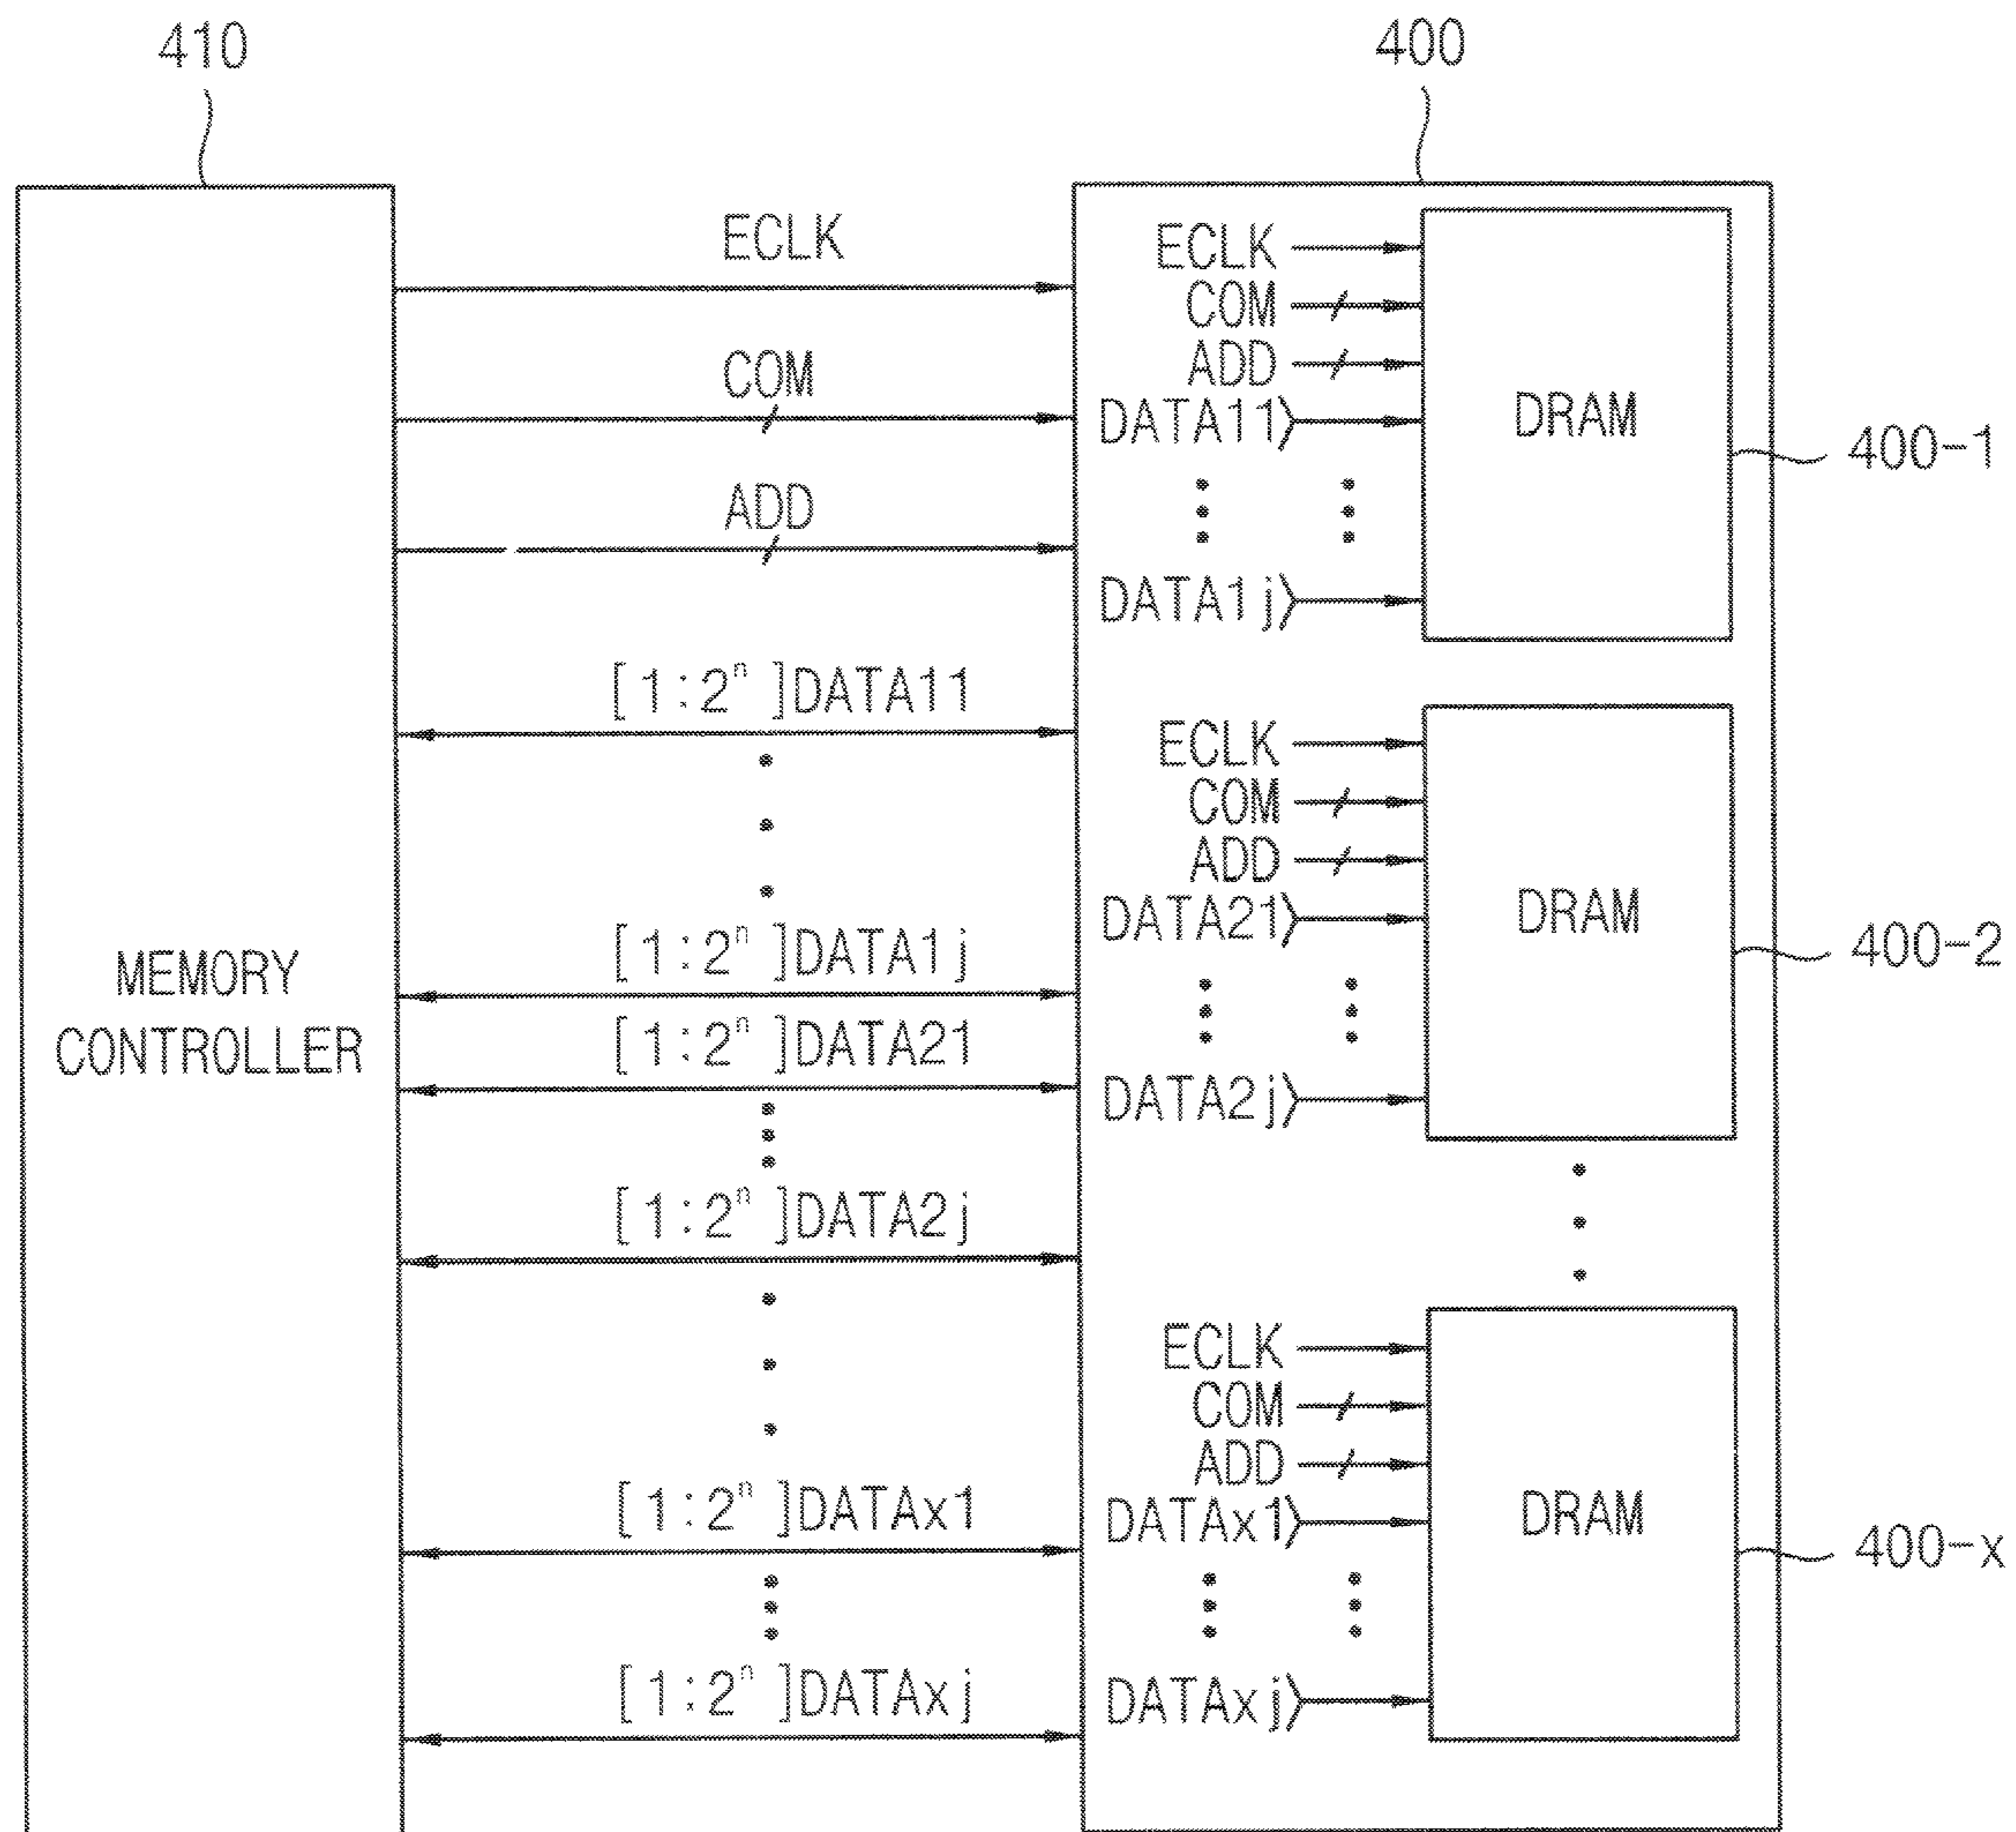 410
400
ECLK
COM
ADD
[1:2ⁿ]DATA11
[1:2ⁿ]DATA1j
[1:2ⁿ]DATA21
[1:2ⁿ]DATA2j
[1:2ⁿ]DATAx1
[1:2ⁿ]DATAxj
MEMORY
CONTROLLER
ECLK
COM
ADD
DATA11
DATA1j
DRAM
400-1
ECLK
COM
ADD
DATA21
DATA2j
DRAM
400-2
ECLK
COM
ADD
DATAx1
DATAxj
DRAM
400-x